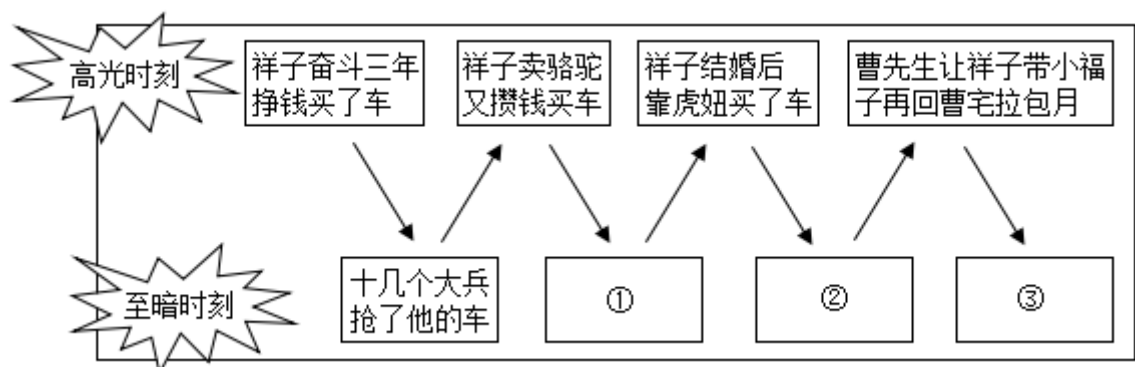 高光时刻
祥子奋斗三年
挣钱买了车
祥子卖骆驼
又攒钱买车
祥子结婚后
靠虎妞买了车
曹先生让祥子带小福
子再回曹宅拉包月
至暗时刻
十几个大兵
抢了他的车
①
②
③